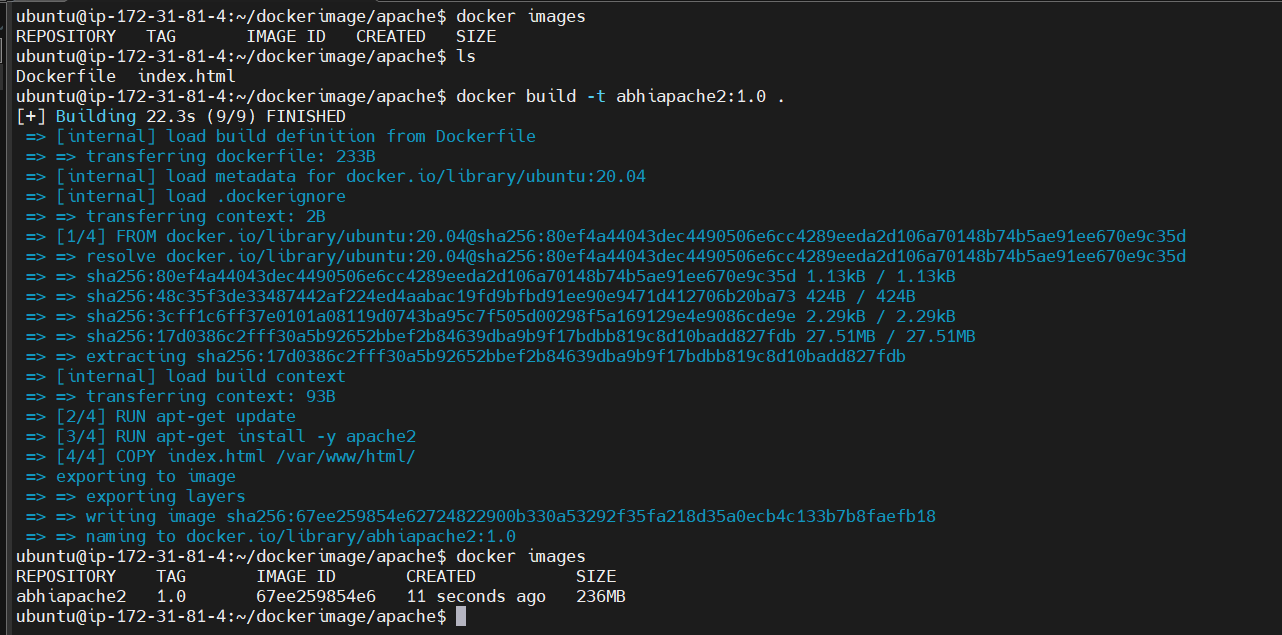 ubuntu@ip-172-31-81-4:~/dockerimage/apache$ docker images
REPOSITORY   TAG       IMAGE ID   CREATED   SIZE
ubuntu@ip-172-31-81-4:~/dockerimage/apache$ ls
Dockerfile  index.html
ubuntu@ip-172-31-81-4:~/dockerimage/apache$ docker build -t abhiapache2:1.0 .
[+] Building 22.3s (9/9) FINISHED
 => [internal] load build definition from Dockerfile
 => => transferring dockerfile: 233B
 => [internal] load metadata for docker.io/library/ubuntu:20.04
 => [internal] load .dockerignore
 => => transferring context: 2B
 => [1/4] FROM docker.io/library/ubuntu:20.04@sha256:80ef4a44043dec4490506e6cc4289eeda2d106a70148b74b5ae91ee670e9c35d
 => => resolve docker.io/library/ubuntu:20.04@sha256:80ef4a44043dec4490506e6cc4289eeda2d106a70148b74b5ae91ee670e9c35d
 => => sha256:80ef4a44043dec4490506e6cc4289eeda2d106a70148b74b5ae91ee670e9c35d 1.13kB / 1.13kB
 => => sha256:48c35f3de33487442af224ed4aabac19fd9bfbd91ee90e9471d412706b20ba73 424B / 424B
 => => sha256:3cff1c6ff37e0101a08119d0743ba95c7f505d00298f5a169129e4e9086cde9e 2.29kB / 2.29kB
 => => sha256:17d0386c2fff30a5b92652bbef2b84639dba9b9f17bdbb819c8d10badd827fdb 27.51MB / 27.51MB
 => => extracting sha256:17d0386c2fff30a5b92652bbef2b84639dba9b9f17bdbb819c8d10badd827fdb
 => [internal] load build context
 => => transferring context: 93B
 => [2/4] RUN apt-get update
 => [3/4] RUN apt-get install -y apache2
 => [4/4] COPY index.html /var/www/html/
 => exporting to image
 => => exporting layers
 => => writing image sha256:67ee259854e62724822900b330a53292f35fa218d35a0ecb4c133b7b8faefb18
 => => naming to docker.io/library/abhiapache2:1.0
ubuntu@ip-172-31-81-4:~/dockerimage/apache$ docker images
REPOSITORY    TAG       IMAGE ID       CREATED          SIZE
abhiapache2   1.0       67ee259854e6   11 seconds ago   236MB
ubuntu@ip-172-31-81-4:~/dockerimage/apache$